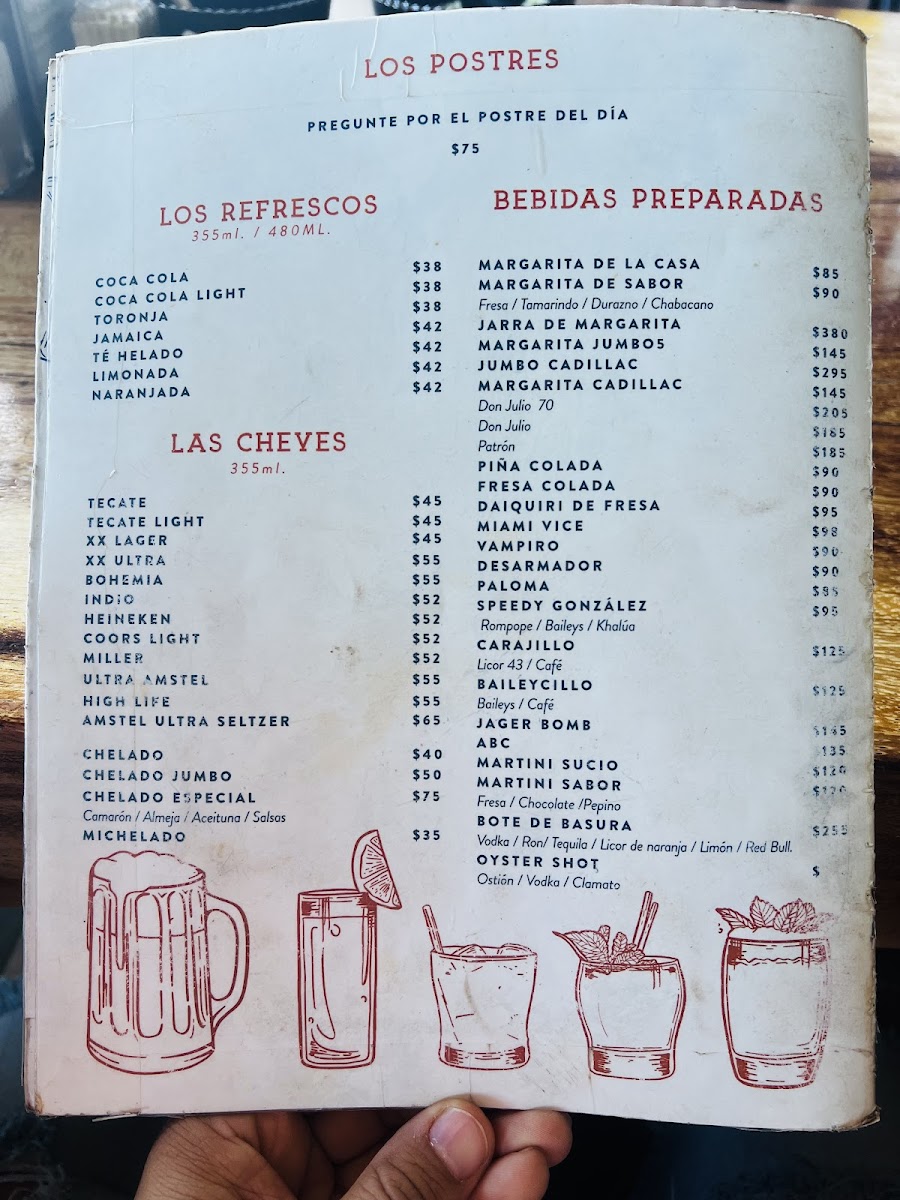 LOS POSTRES
PREGUNTE POR EL POSTRE DEL DÍA
$75
LOS REFRESCOS
355ml. / 480ML.
COCA COLA $38
COCA COLA LIGHT $38
TORONJA $38
JAMAICA $42
TÉ HELADO $42
LIMONADA $42
NARANJADA $42
LAS CHEVES
355ml.
TECATE $45
TECATE LIGHT $45
XX LAGER $45
XX ULTRA $55
BOHEMIA $55
INDIO $52
HEINEKEN $52
COORS LIGHT $52
MILLER $52
ULTRA AMSTEL $55
HIGH LIFE $55
AMSTEL ULTRA SELTZER $65
CHELADO $40
CHELADO JUMBO $50
CHELADO ESPECIAL $75
Camarón / Almeja / Aceituna / Salsas
MICHELADO $35
BEBIDAS PREPARADAS
MARGARITA DE LA CASA $85
MARGARITA DE SABOR $90
Fresa / Tamarindo / Durazno / Chabacano
JARRA DE MARGARITA $380
MARGARITA JUMBO5 $145
JUMBO CADILLAC $295
MARGARITA CADILLAC $145
Don Julio 70 $205
Don Julio $185
Patrón $185
PIÑA COLADA $90
FRESA COLADA $90
DAIQUIRI DE FRESA $95
MIAMI VICE $98
VAMPIRO $90
DESARMADOR $90
PALOMA $85
SPEEDY GONZÁLEZ $95
Rompope / Baileys / Khalúa
CARAJILLO $125
Licor 43 / Café
BAILEYCILLO $125
Baileys / Café
JAGER BOMB
ABC 135
MARTINI SUCIO $120
MARTINI SABOR $120
Fresa / Chocolate /Pepino
BOTE DE BASURA $255
Vodka / Ron/ Tequila / Licor de naranja / Limón / Red Bull.
OYSTER SHOT $
Ostión / Vodka / Clamato